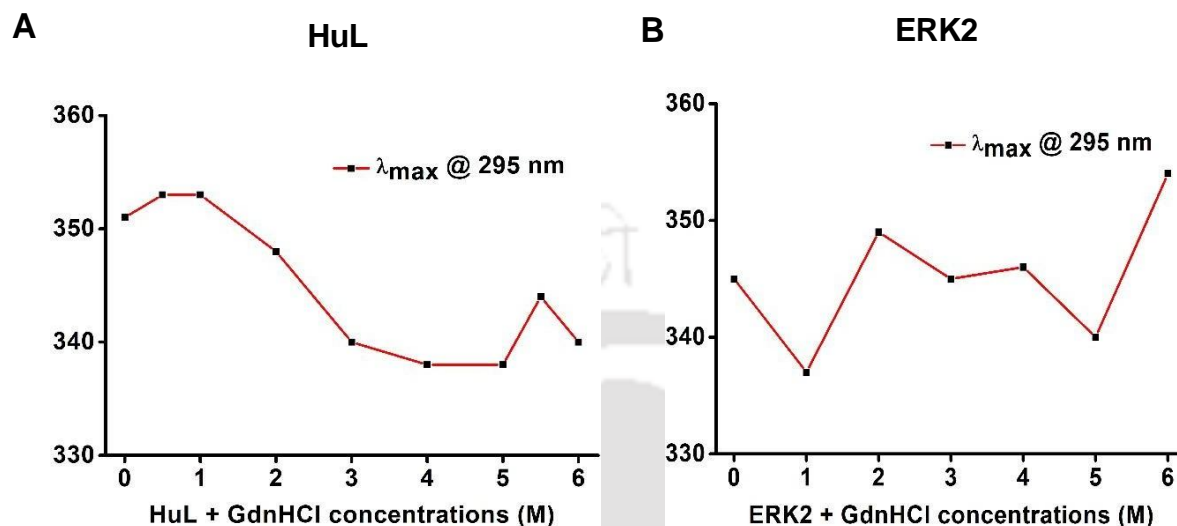 A
HuL
360
350
340
330
λmax @ 295 nm
0 1 2 3 4 5 6
HuL + GdnHCl concentrations (M)
B
ERK2
360
350
340
330
λmax @ 295 nm
0 1 2 3 4 5 6
ERK2 + GdnHCl concentrations (M)